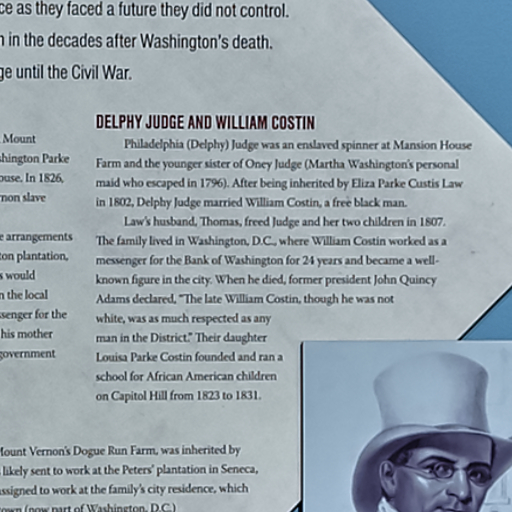 ce as they faced a future they did not control.
n in the decades after Washington's death.
ge until the Civil War.
Mount
shington Parke
ouse. In 1826,
rnon slave
e arrangements
ton plantation,
s would
n the local
ssenger for the
his mother
government
DELPHY JUDGE AND WILLIAM COSTIN
Philadelphia (Delphy) Judge was an enslaved spinner at Mansion House
Farm and the younger sister of Oney Judge (Martha Washington's personal
maid who escaped in 1796). After being inherited by Eliza Parke Custis Law
in 1802, Delphy Judge married William Costin, a free black man.
Law's husband, Thomas, freed Judge and her two children in 1807.
The family lived in Washington, D.C., where William Costin worked as a
messenger for the Bank of Washington for 24 years and became a well-
known figure in the city. When he died, former president John Quincy
Adams declared, "The late William Costin, though he was not
white, was as much respected as any
man in the District." Their daughter
Louisa Parke Costin founded and ran a
school for African American children
on Capitol Hill from 1823 to 1831.
Mount Vernon's Dogue Run Farm, was inherited by
likely sent to work at the Peters' plantation in Seneca,
assigned to work at the family's city residence, which
own (now part of Washington, D.C.)